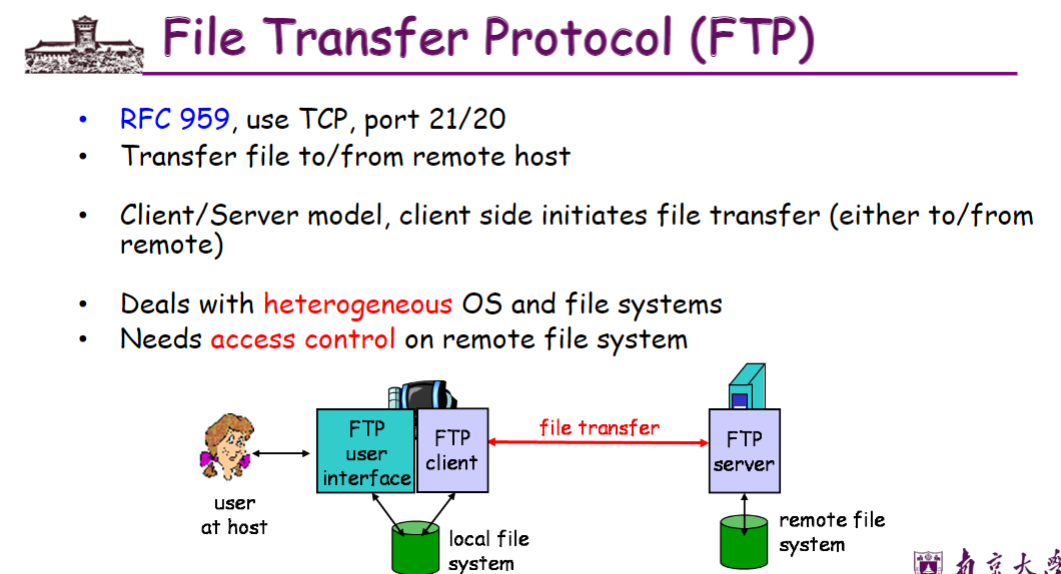 File Transfer Protocol (FTP)
• RFC 959, use TCP, port 21/20
• Transfer file to/from remote host
• Client/Server model, client side initiates file transfer (either to/from
remote)
• Deals with heterogeneous OS and file systems
• Needs access control on remote file system
user
at host
FTP
user
interface
FTP
client
file transfer
FTP
server
local file
system
remote file
system
南京大学